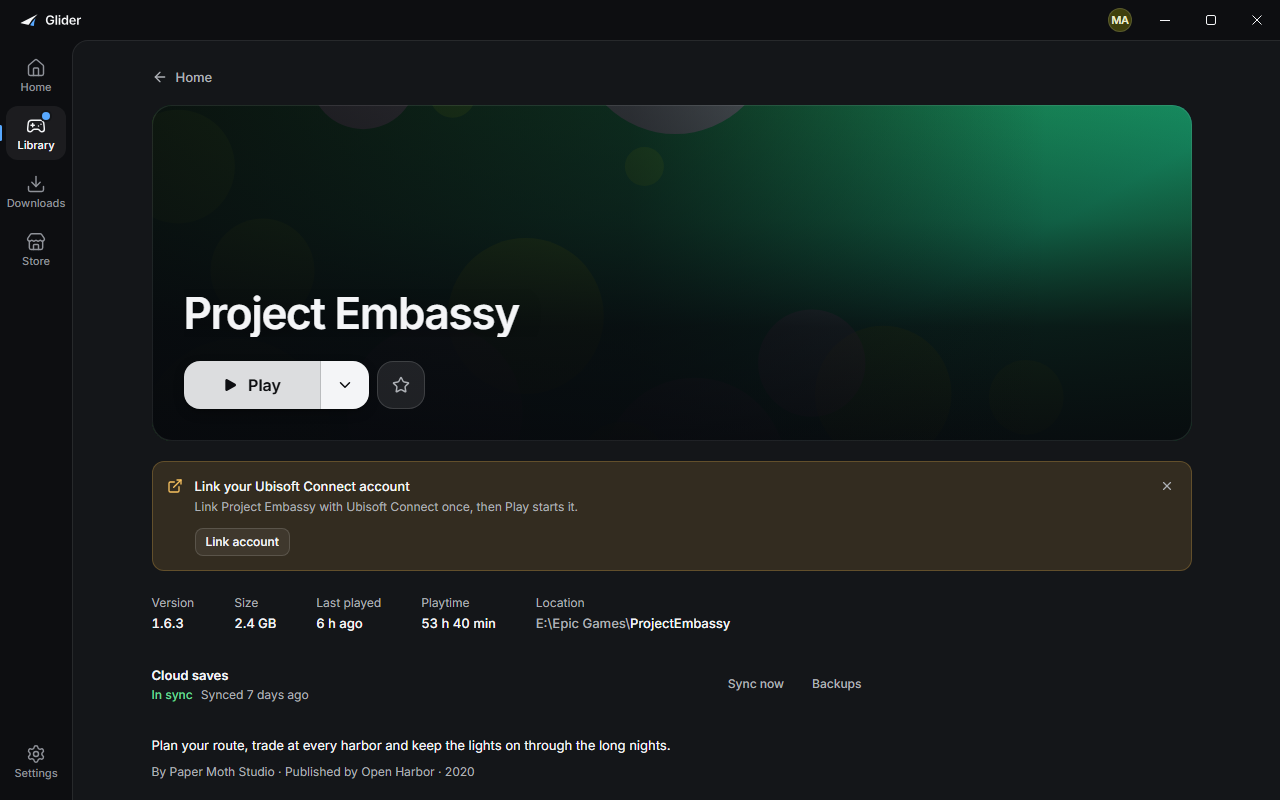 Glider
MA
Home
Library
Downloads
Store
Settings
Home
Project Embassy
Play
Link your Ubisoft Connect account
Link Project Embassy with Ubisoft Connect once, then Play starts it.
Link account
Version Size Last played Playtime Location
1.6.3 2.4 GB 6 h ago 53 h 40 min E:\Epic Games\ProjectEmbassy
Cloud saves
In sync Synced 7 days ago
Sync now Backups
Plan your route, trade at every harbor and keep the lights on through the long nights.
By Paper Moth Studio · Published by Open Harbor · 2020